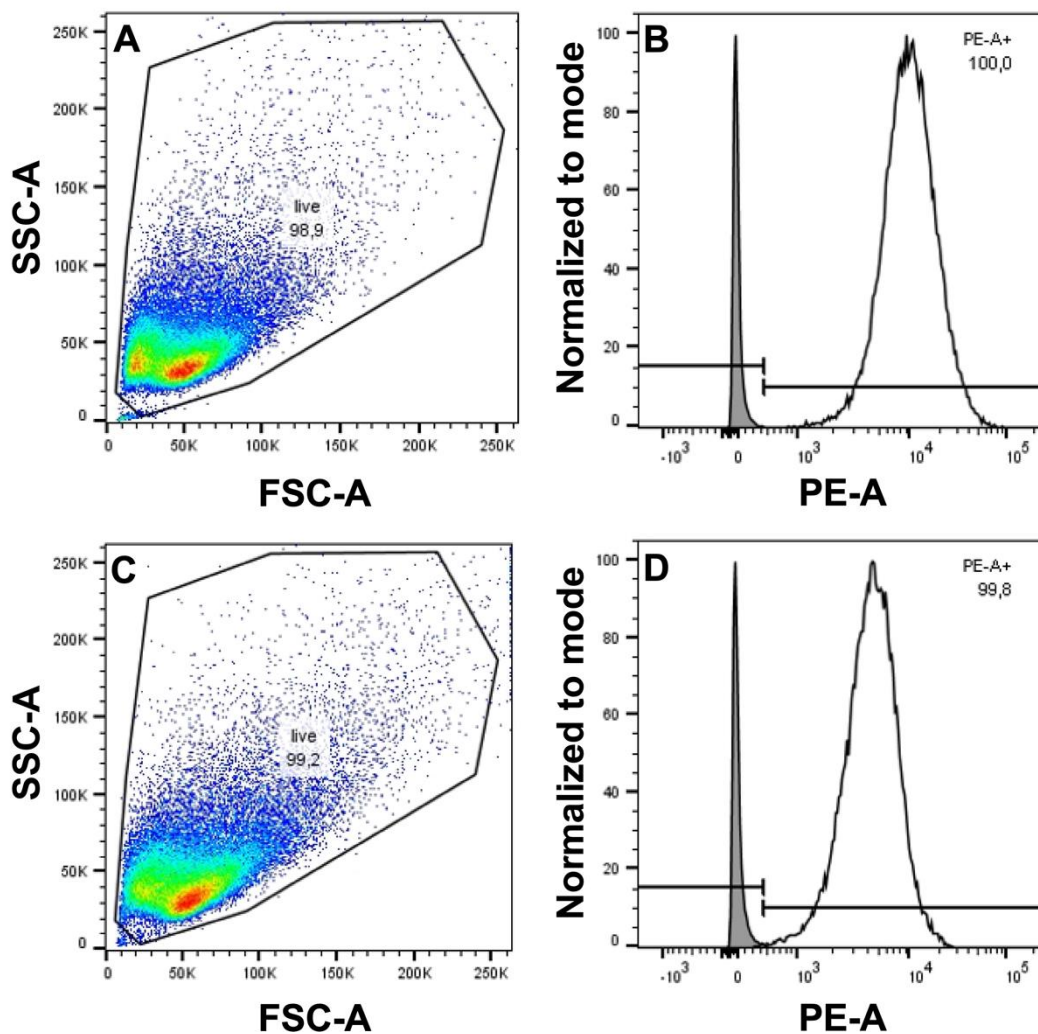 A
SSC-A
250K
200K
150K
100K
50K
0
live
98,9
0 50K 100K 150K 200K 250K
FSC-A
B
Normalized to mode
100
80
60
40
20
0
PE-A+
100,0
-10³ 0 10³ 10⁴ 10⁵
PE-A
C
SSC-A
250K
200K
150K
100K
50K
0
live
99,2
0 50K 100K 150K 200K 250K
FSC-A
D
Normalized to mode
100
80
60
40
20
0
PE-A+
99,8
-10³ 0 10³ 10⁴ 10⁵
PE-A